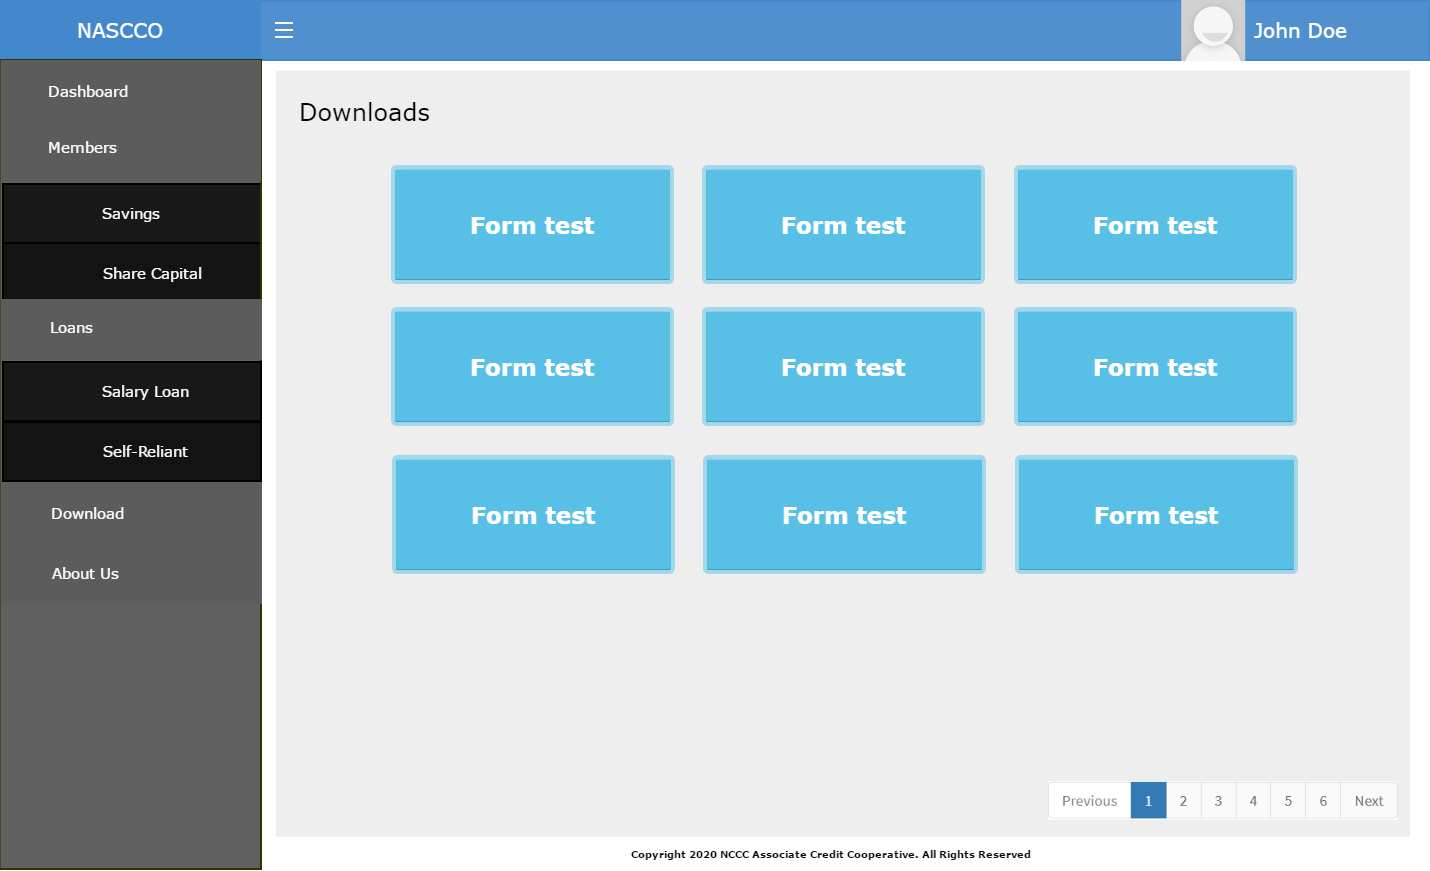 NASCCO
John Doe
Dashboard
Members
Savings
Share Capital
Loans
Salary Loan
Self-Reliant
Download
About Us
Downloads
Form test Form test Form test
Form test Form test Form test
Form test Form test Form test
Previous 1 2 3 4 5 6 Next
Copyright 2020 NCCC Associate Credit Cooperative. All Rights Reserved